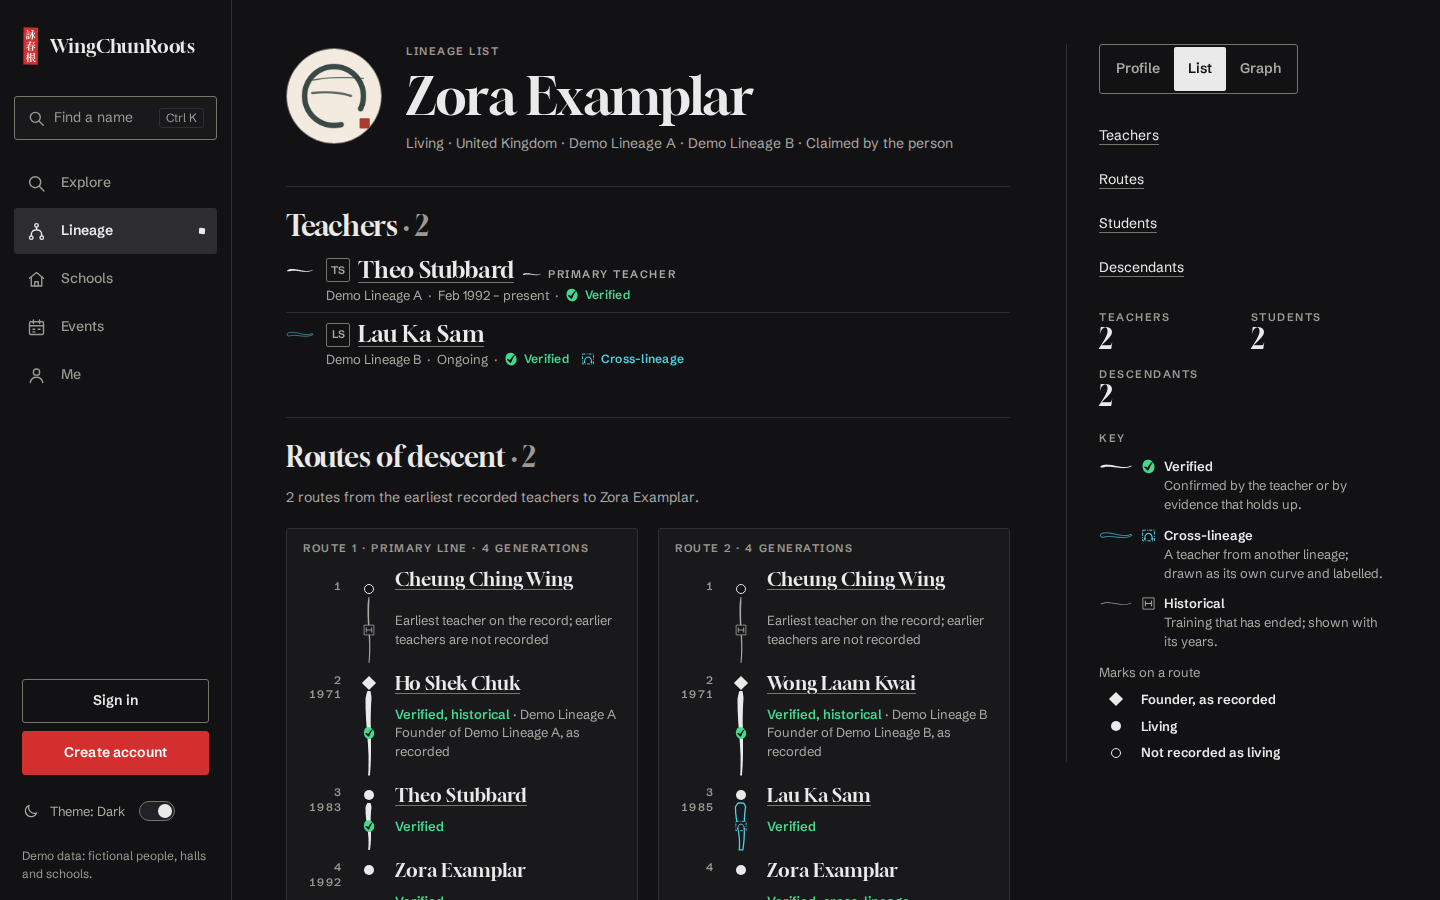 詠春根
WingChunRoots
Find a name
Ctrl K
Explore
Lineage
Schools
Events
Me
Sign in
Create account
Theme: Dark
Demo data: fictional people, halls
and schools.
LINEAGE LIST
Zora Examplar
Living · United Kingdom · Demo Lineage A · Demo Lineage B · Claimed by the person
Teachers · 2
TS Theo Stubbard PRIMARY TEACHER
Demo Lineage A · Feb 1992 – present · Verified
LS Lau Ka Sam
Demo Lineage B · Ongoing · Verified Cross-lineage
Routes of descent · 2
2 routes from the earliest recorded teachers to Zora Examplar.
ROUTE 1 · PRIMARY LINE · 4 GENERATIONS
1 Cheung Ching Wing
Earliest teacher on the record; earlier
teachers are not recorded
H
2 Ho Shek Chuk
1971
Verified, historical · Demo Lineage A
Founder of Demo Lineage A, as
recorded
3 Theo Stubbard
1983
Verified
4 Zora Examplar
1992
Verified
ROUTE 2 · 4 GENERATIONS
1 Cheung Ching Wing
Earliest teacher on the record; earlier
teachers are not recorded
H
2 Wong Laam Kwai
1971
Verified, historical · Demo Lineage B
Founder of Demo Lineage B, as
recorded
3 Lau Ka Sam
1985
Verified
4 Zora Examplar
Verified, cross-lineage
Profile
List
Graph
Teachers
Routes
Students
Descendants
TEACHERS
2
STUDENTS
2
DESCENDANTS
2
KEY
Verified
Confirmed by the teacher or by
evidence that holds up.
Cross-lineage
A teacher from another lineage;
drawn as its own curve and labelled.
H Historical
Training that has ended; shown with
its years.
Marks on a route
Founder, as recorded
Living
Not recorded as living